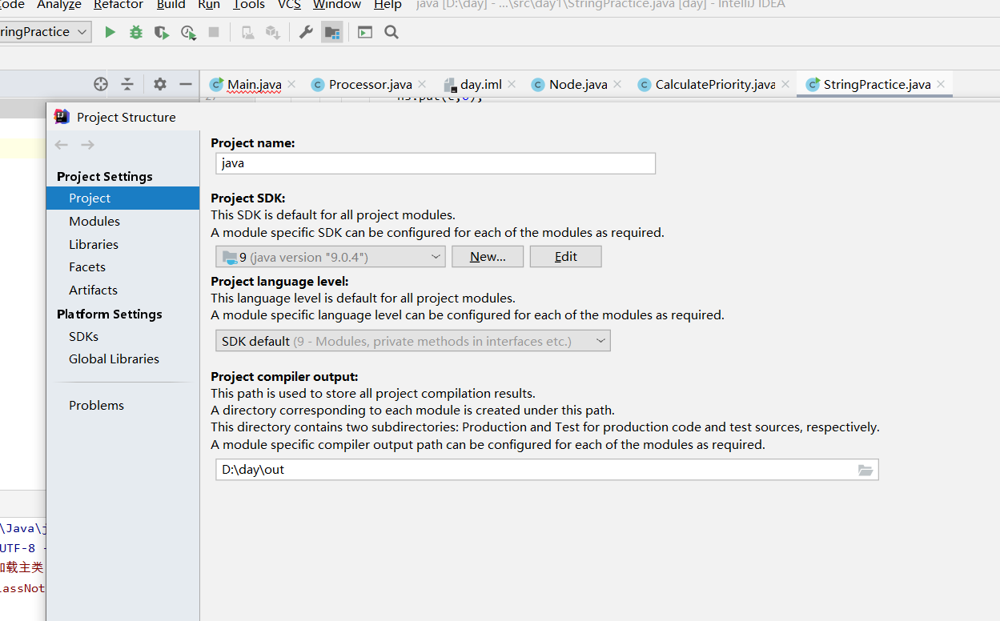 Code Analyze Refactor Build Run Tools VCS Window Help java [D:\day] - ...\src\day1\StringPractice.java [day] - IntelliJ IDEA
ringPractice
Main.java Processor.java day.iml Node.java CalculatePriority.java StringPractice.java
Project Structure
Project name:
java
Project Settings
Project
Modules
Libraries
Facets
Artifacts
Platform Settings
SDKs
Global Libraries
Problems
Project SDK:
This SDK is default for all project modules.
A module specific SDK can be configured for each of the modules as required.
9 (java version "9.0.4") New... Edit
Project language level:
This language level is default for all project modules.
A module specific language level can be configured for each of the modules as required.
SDK default (9 - Modules, private methods in interfaces etc.)
Project compiler output:
This path is used to store all project compilation results.
A directory corresponding to each module is created under this path.
This directory contains two subdirectories: Production and Test for production code and test sources, respectively.
A module specific compiler output path can be configured for each of the modules as required.
D:\day\out
\Java\j
UTF-8 -
加载主类
lassNot